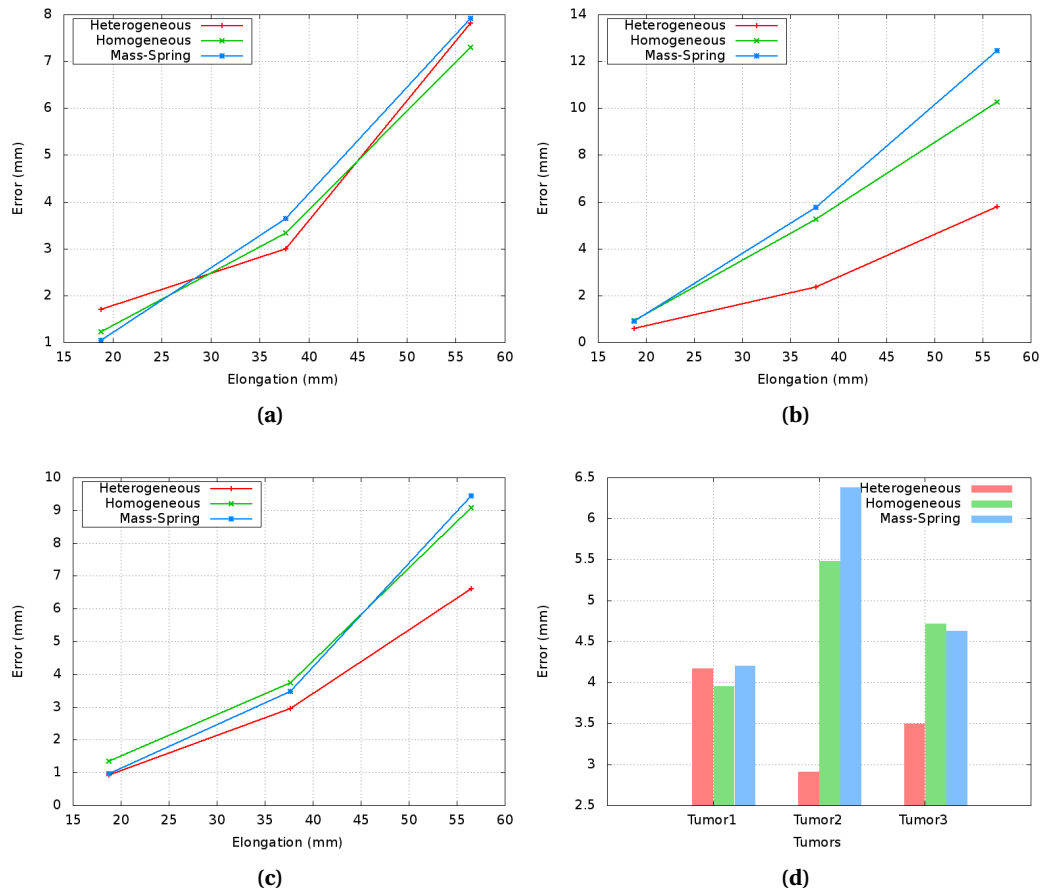 8
7
6
5
4
3
2
1
Error (mm)
Heterogeneous
Homogeneous
Mass-Spring
15 20 25 30 35 40 45 50 55 60
Elongation (mm)
(a)
14
12
10
8
6
4
2
0
Error (mm)
Heterogeneous
Homogeneous
Mass-Spring
15 20 25 30 35 40 45 50 55 60
Elongation (mm)
(b)
10
9
8
7
6
5
4
3
2
1
0
Error (mm)
Heterogeneous
Homogeneous
Mass-Spring
15 20 25 30 35 40 45 50 55 60
Elongation (mm)
(c)
6.5
6
5.5
5
4.5
4
3.5
3
2.5
Error (mm)
Heterogeneous
Homogeneous
Mass-Spring
Tumor1 Tumor2 Tumor3
Tumors
(d)